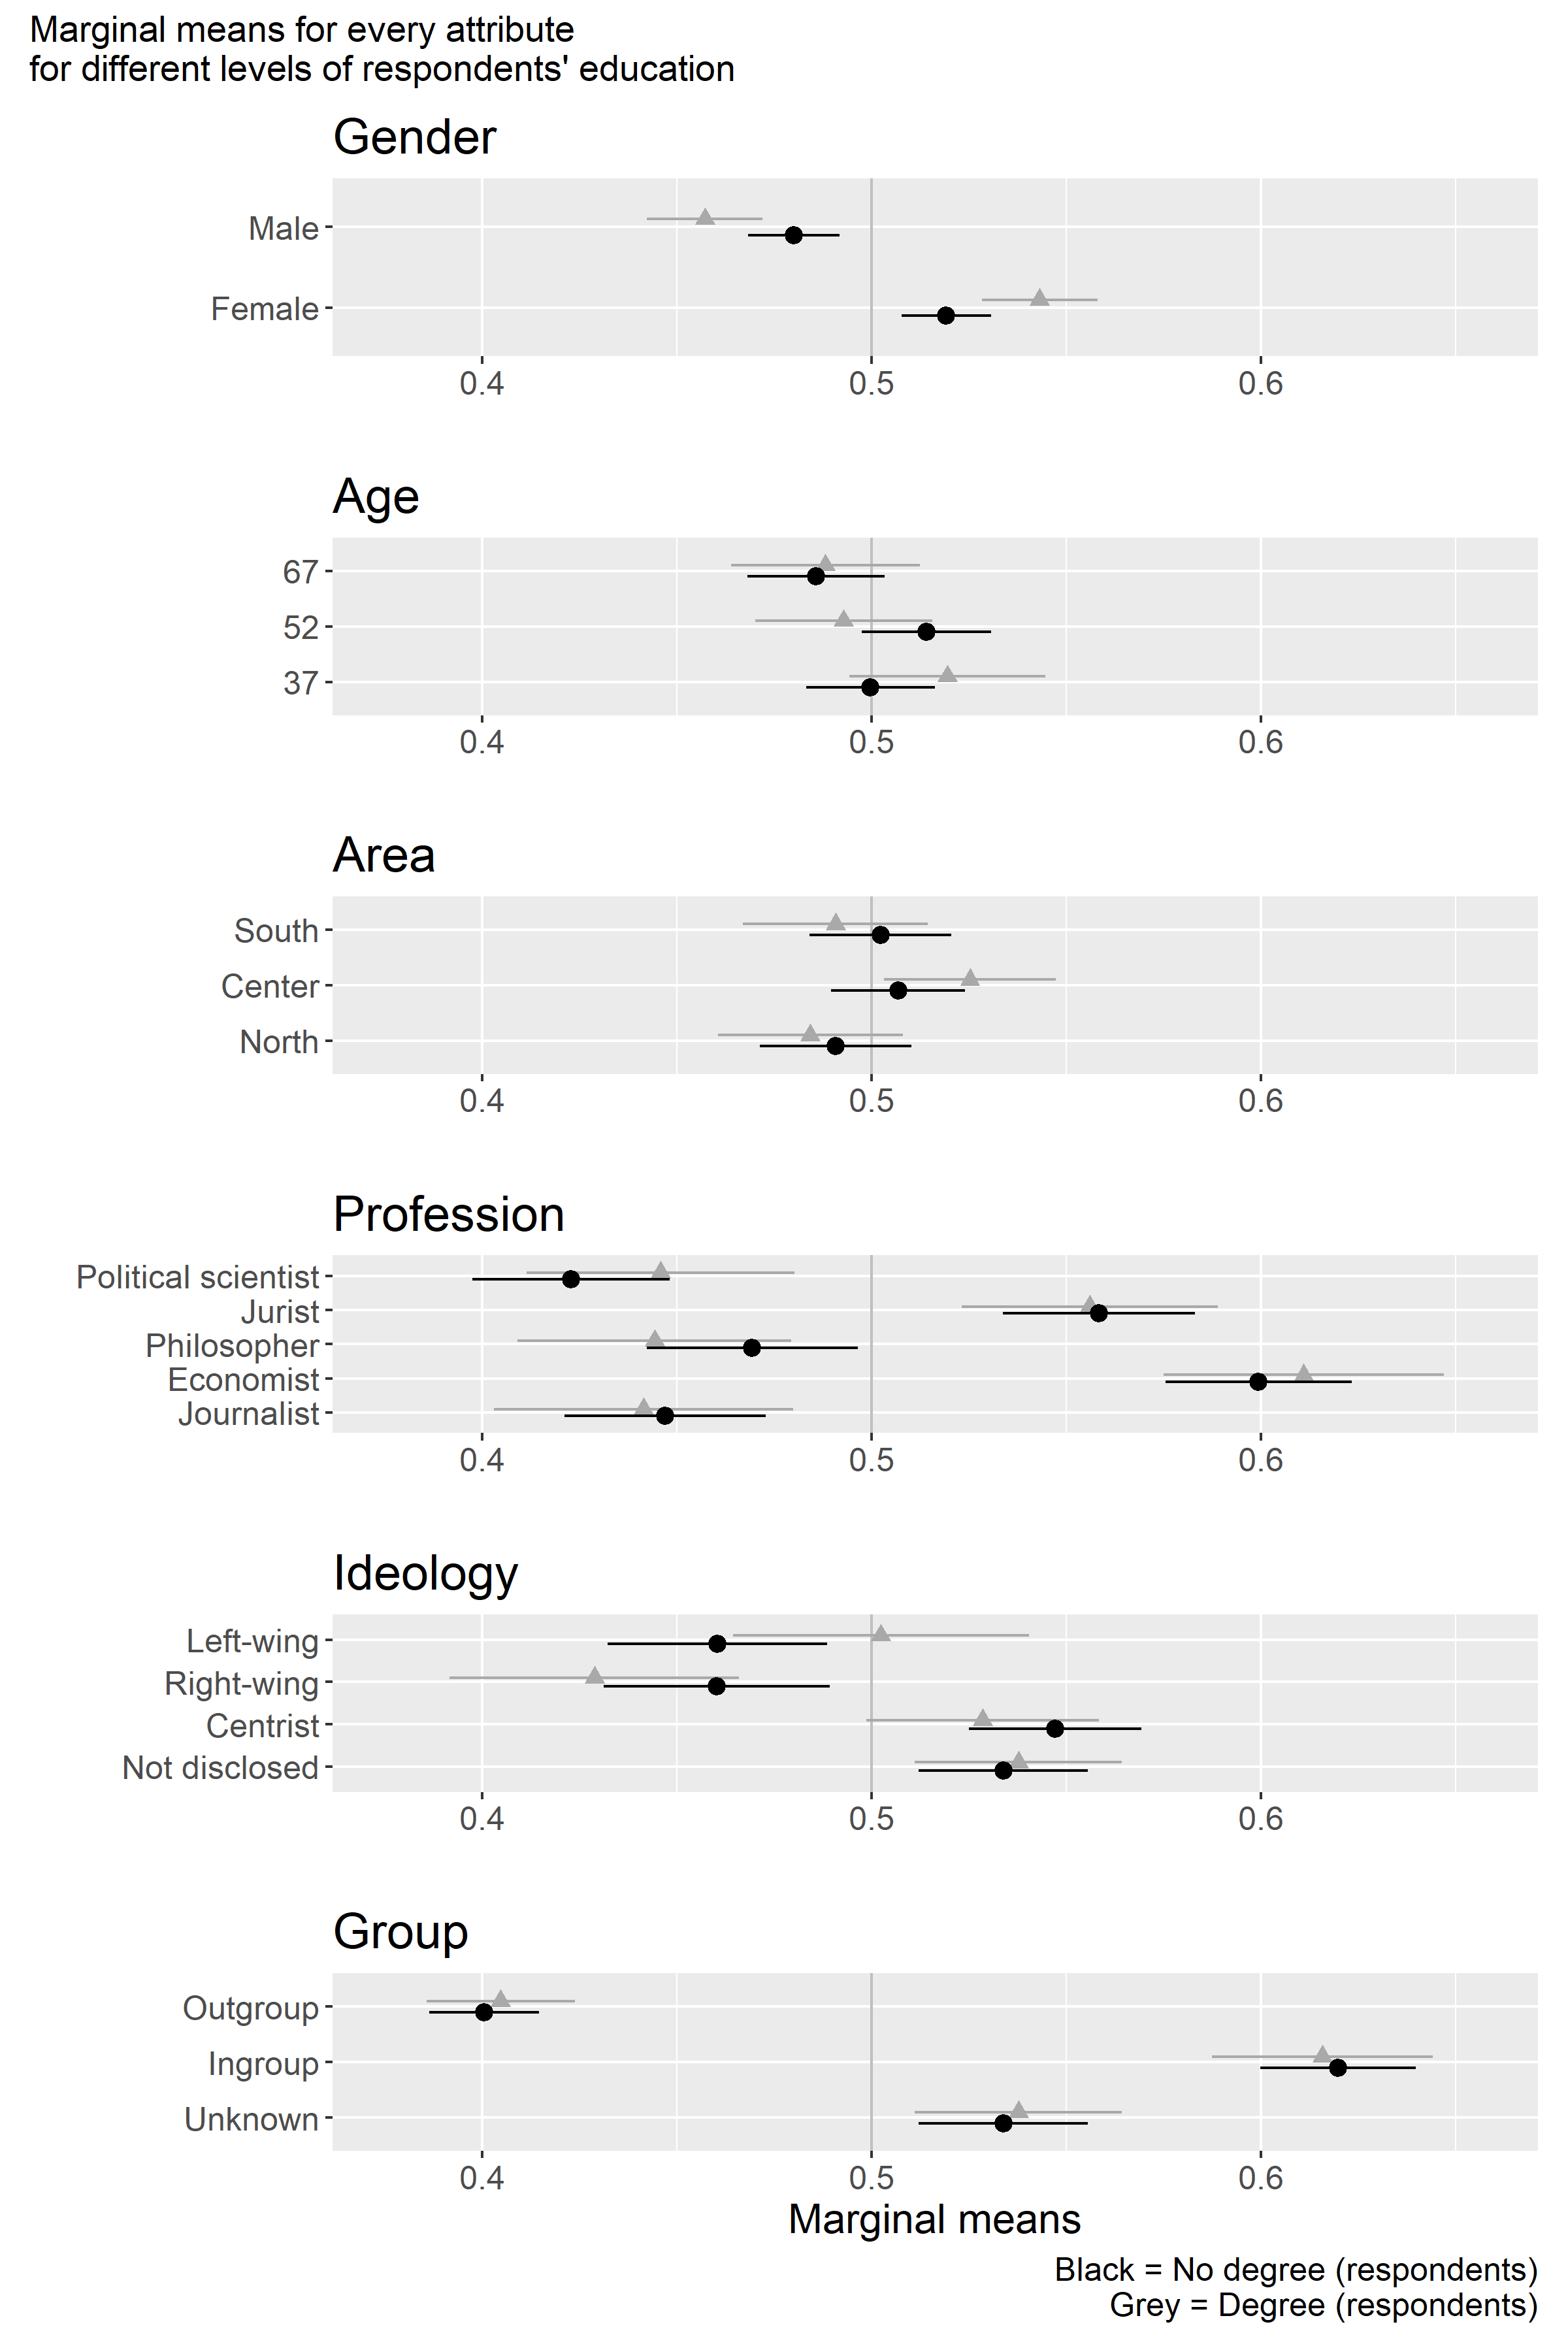 Marginal means for every attribute
for different levels of respondents' education
Gender
Male
Female
0.4 0.5 0.6
Age
67
52
37
0.4 0.5 0.6
Area
South
Center
North
0.4 0.5 0.6
Profession
Political scientist
Jurist
Philosopher
Economist
Journalist
0.4 0.5 0.6
Ideology
Left-wing
Right-wing
Centrist
Not disclosed
0.4 0.5 0.6
Group
Outgroup
Ingroup
Unknown
0.4 0.5 0.6
Marginal means
Black = No degree (respondents)
Grey = Degree (respondents)